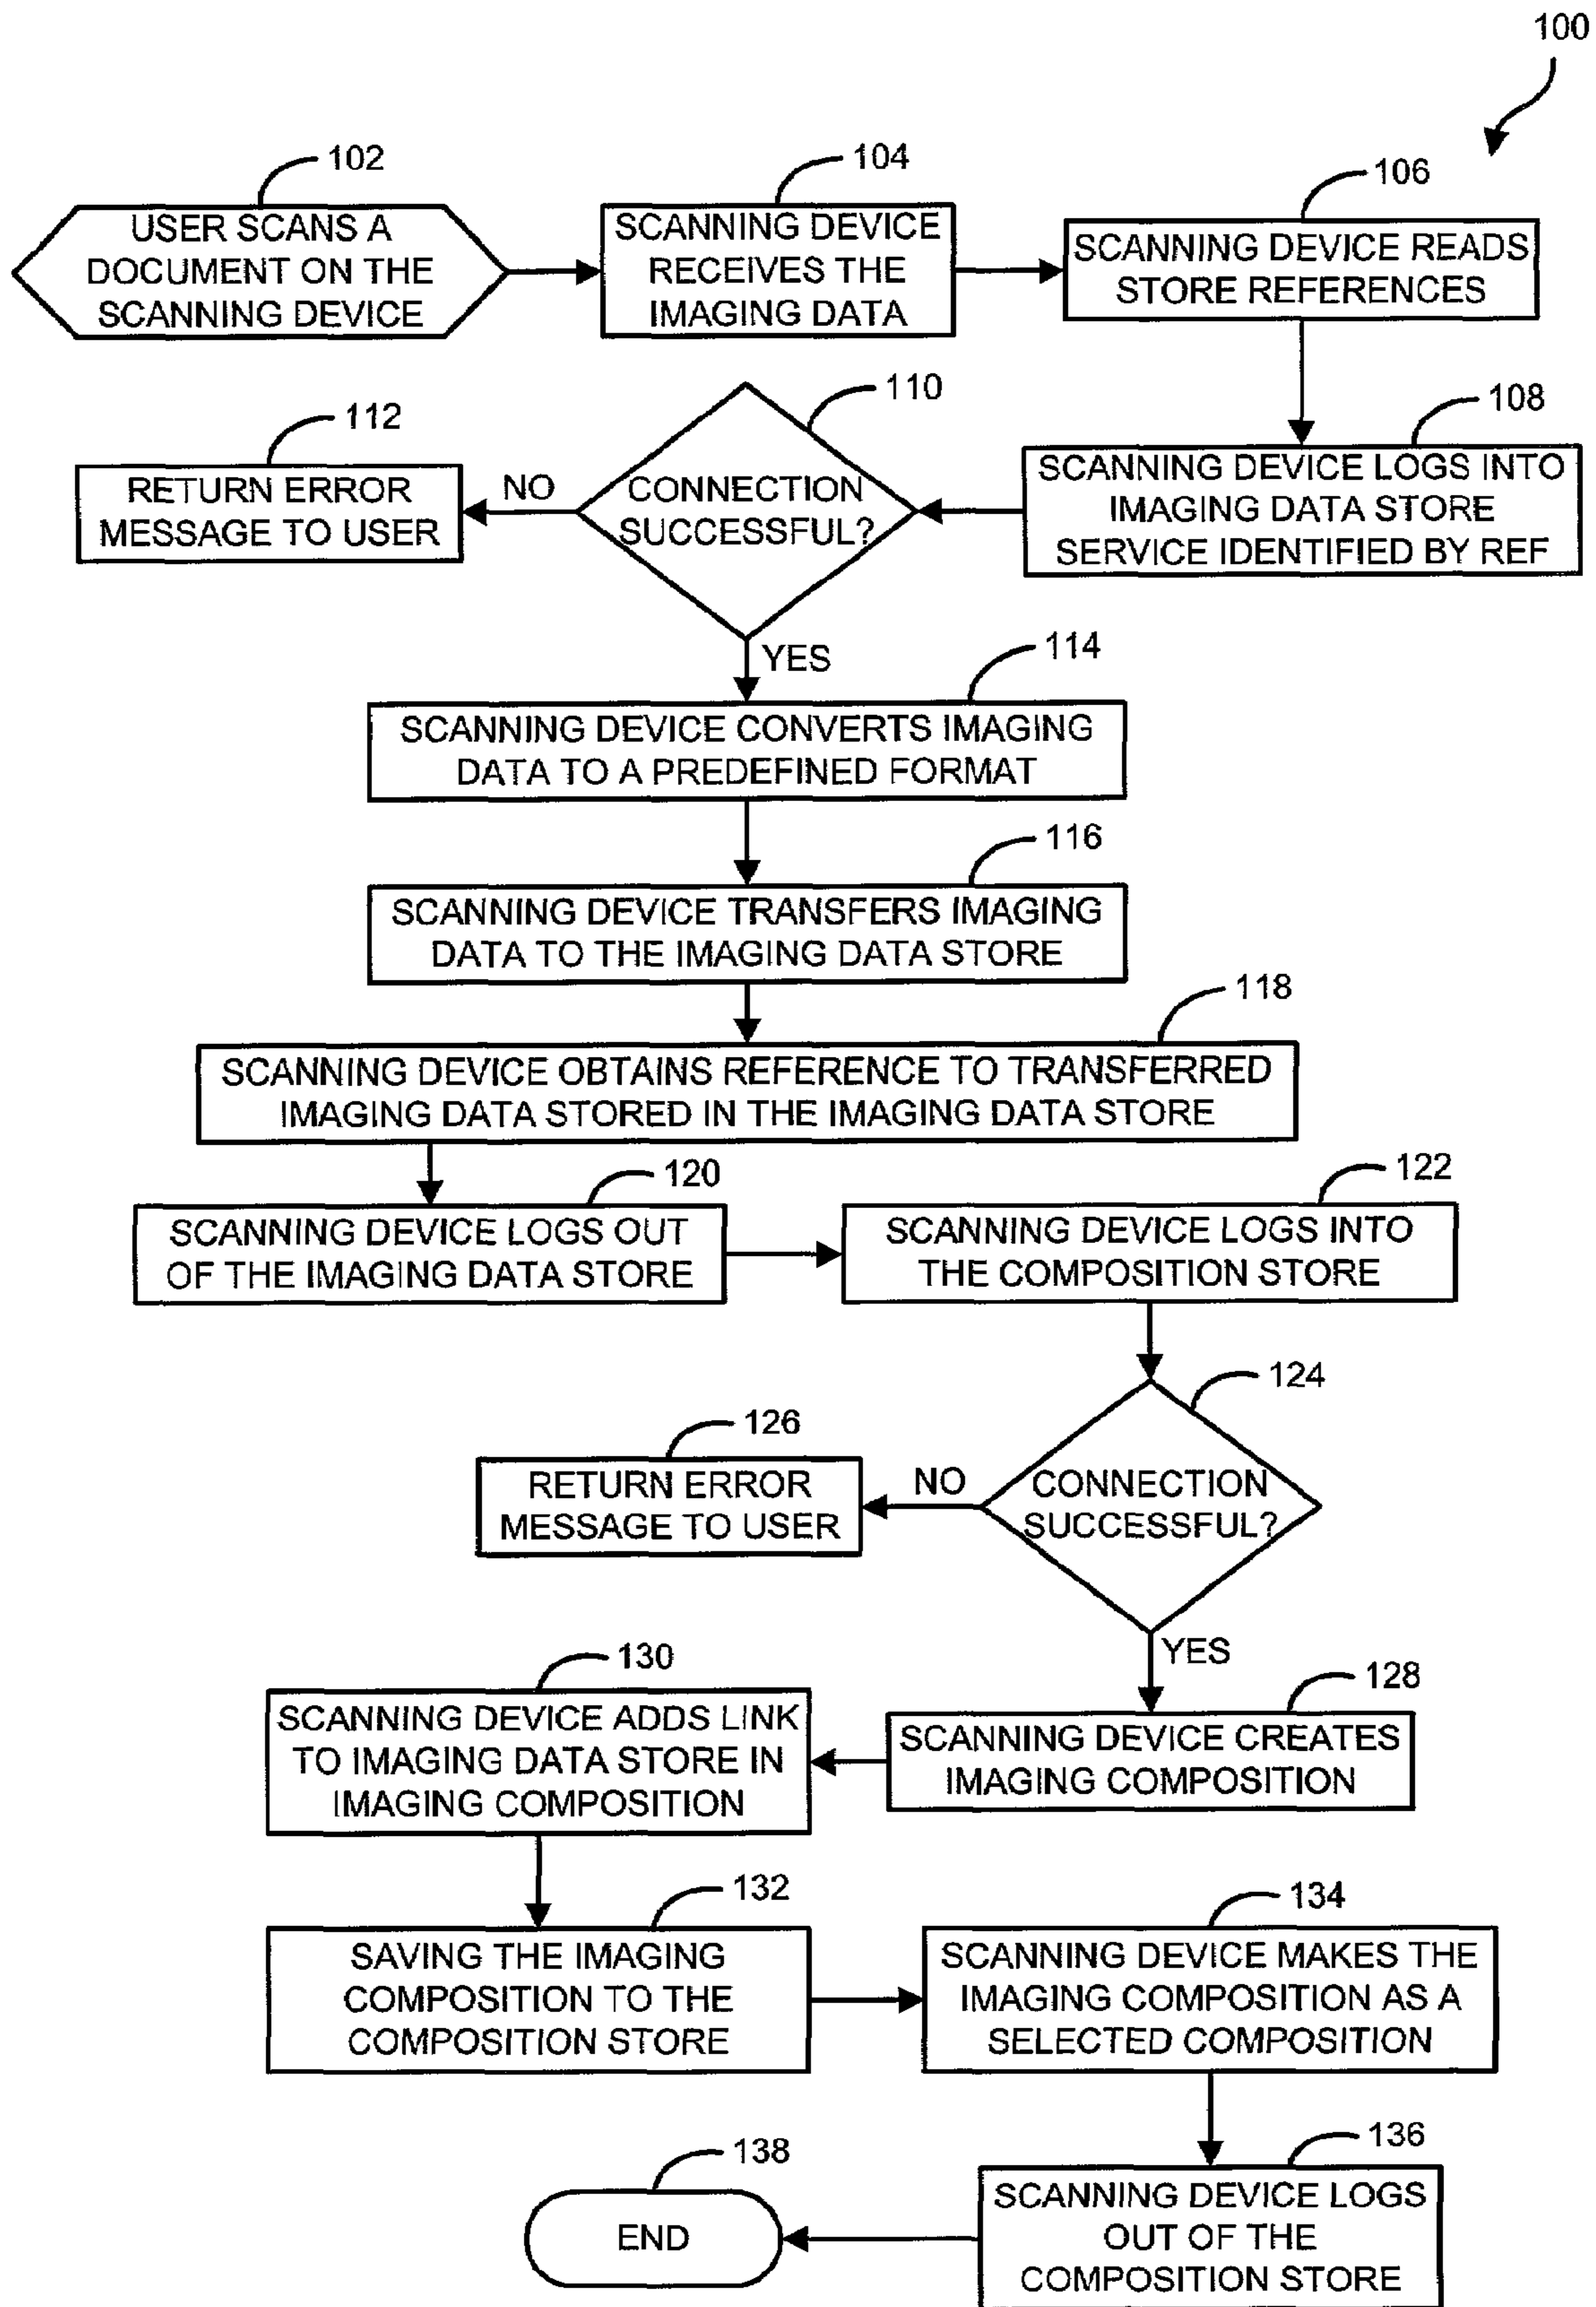 100
102
USER SCANS A
DOCUMENT ON THE
SCANNING DEVICE
104
SCANNING DEVICE
RECEIVES THE
IMAGING DATA
106
SCANNING DEVICE READS
STORE REFERENCES
108
SCANNING DEVICE LOGS INTO
IMAGING DATA STORE
SERVICE IDENTIFIED BY REF
110
CONNECTION
SUCCESSFUL?
NO
112
RETURN ERROR
MESSAGE TO USER
YES
114
SCANNING DEVICE CONVERTS IMAGING
DATA TO A PREDEFINED FORMAT
116
SCANNING DEVICE TRANSFERS IMAGING
DATA TO THE IMAGING DATA STORE
118
SCANNING DEVICE OBTAINS REFERENCE TO TRANSFERRED
IMAGING DATA STORED IN THE IMAGING DATA STORE
120
SCANNING DEVICE LOGS OUT
OF THE IMAGING DATA STORE
122
SCANNING DEVICE LOGS INTO
THE COMPOSITION STORE
124
CONNECTION
SUCCESSFUL?
NO
126
RETURN ERROR
MESSAGE TO USER
YES
128
SCANNING DEVICE CREATES
IMAGING COMPOSITION
130
SCANNING DEVICE ADDS LINK
TO IMAGING DATA STORE IN
IMAGING COMPOSITION
132
SAVING THE IMAGING
COMPOSITION TO THE
COMPOSITION STORE
134
SCANNING DEVICE MAKES THE
IMAGING COMPOSITION AS A
SELECTED COMPOSITION
136
SCANNING DEVICE LOGS
OUT OF THE
COMPOSITION STORE
138
END